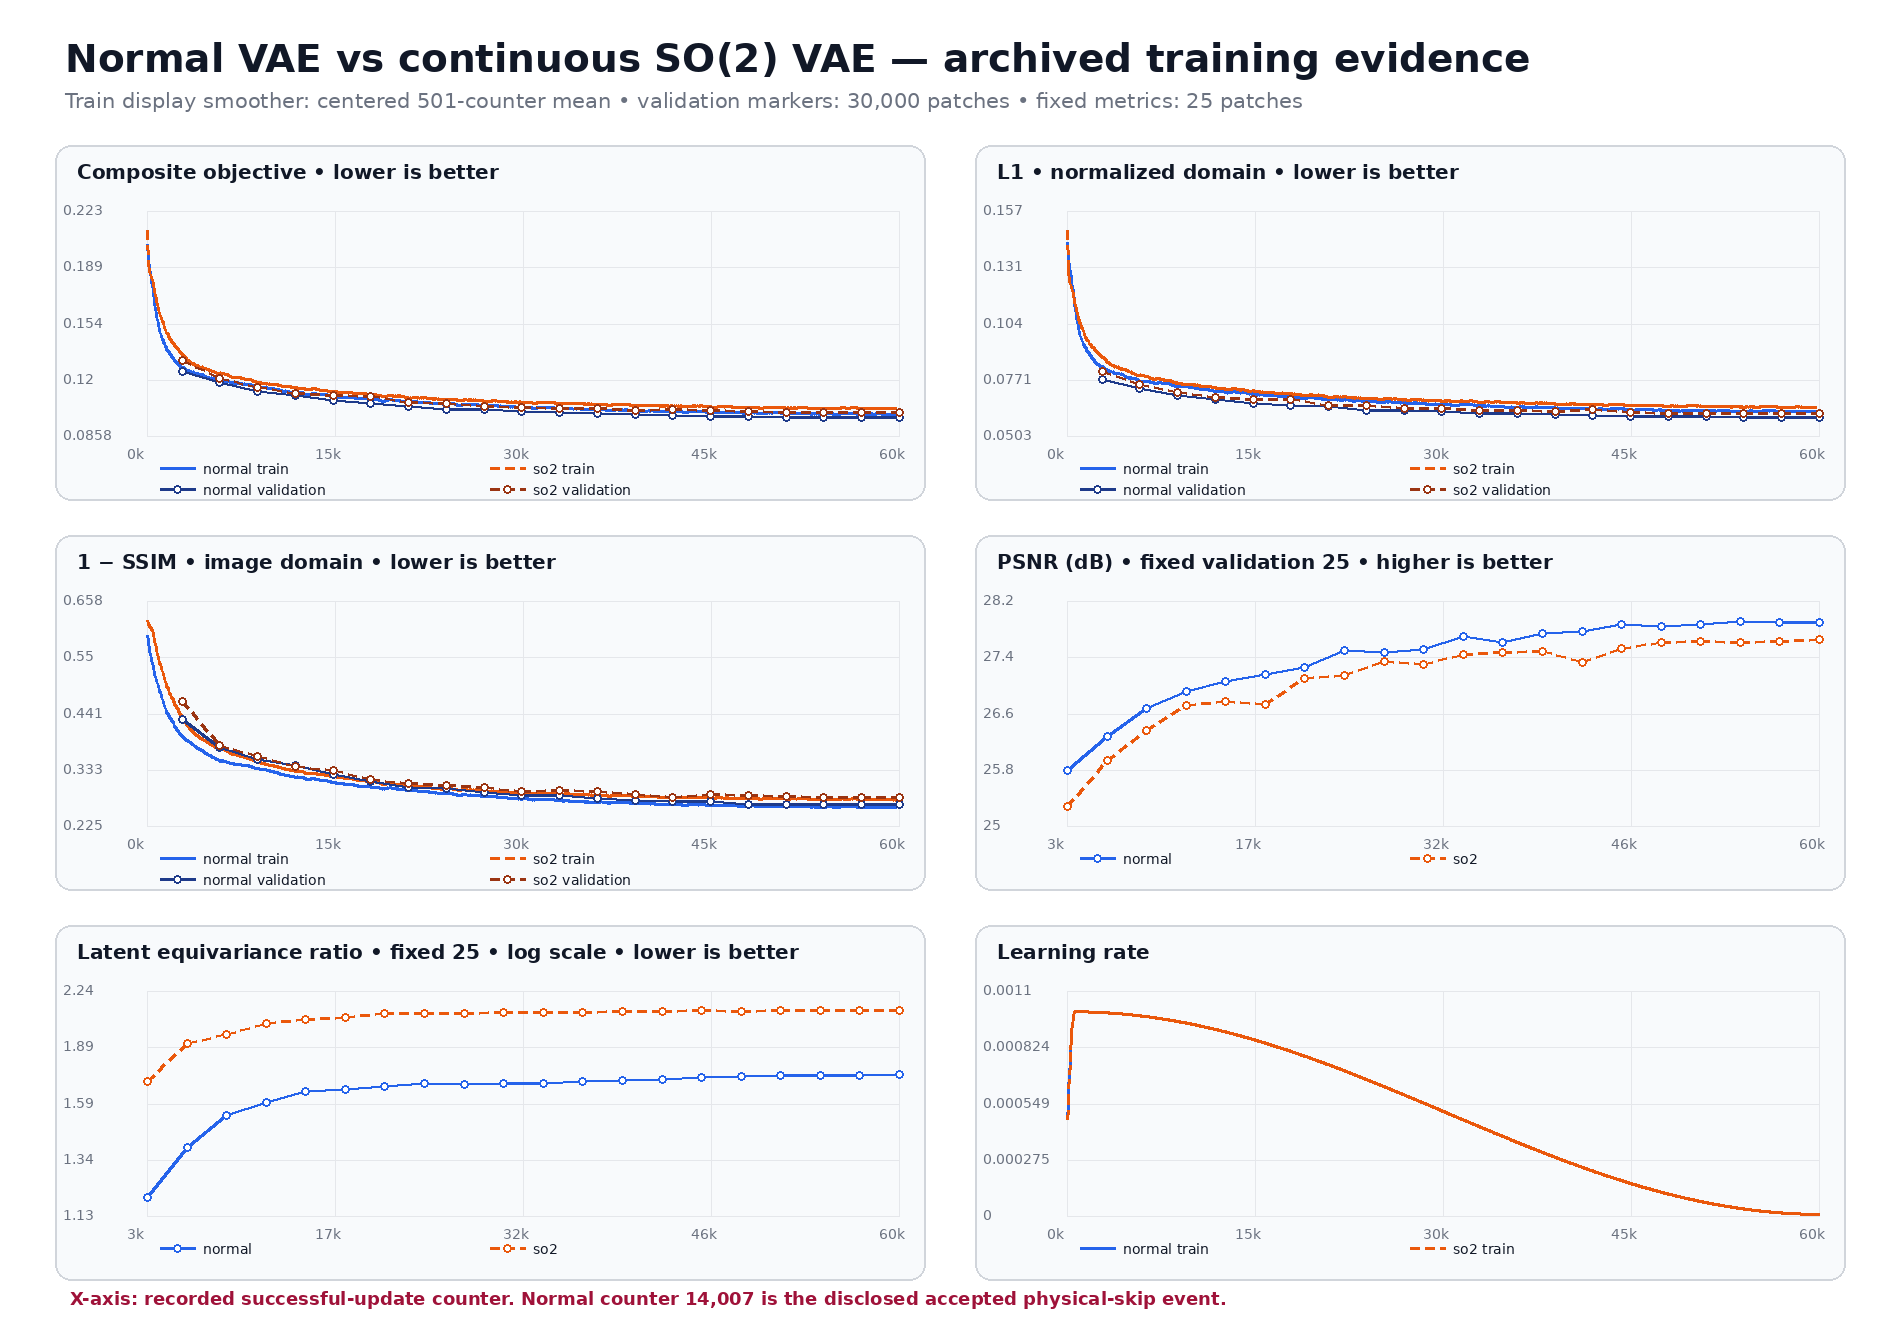 Normal VAE vs continuous SO(2) VAE — archived training evidence
Train display smoother: centered 501-counter mean • validation markers: 30,000 patches • fixed metrics: 25 patches
Composite objective • lower is better
0.223
0.189
0.154
0.12
0.0858
0k 15k 30k 45k 60k
normal train so2 train
normal validation so2 validation
L1 • normalized domain • lower is better
0.157
0.131
0.104
0.0771
0.0503
0k 15k 30k 45k 60k
normal train so2 train
normal validation so2 validation
1 − SSIM • image domain • lower is better
0.658
0.55
0.441
0.333
0.225
0k 15k 30k 45k 60k
normal train so2 train
normal validation so2 validation
PSNR (dB) • fixed validation 25 • higher is better
28.2
27.4
26.6
25.8
25
3k 17k 32k 46k 60k
normal so2
Latent equivariance ratio • fixed 25 • log scale • lower is better
2.24
1.89
1.59
1.34
1.13
3k 17k 32k 46k 60k
normal so2
Learning rate
0.0011
0.000824
0.000549
0.000275
0
0k 15k 30k 45k 60k
normal train so2 train
X-axis: recorded successful-update counter. Normal counter 14,007 is the disclosed accepted physical-skip event.